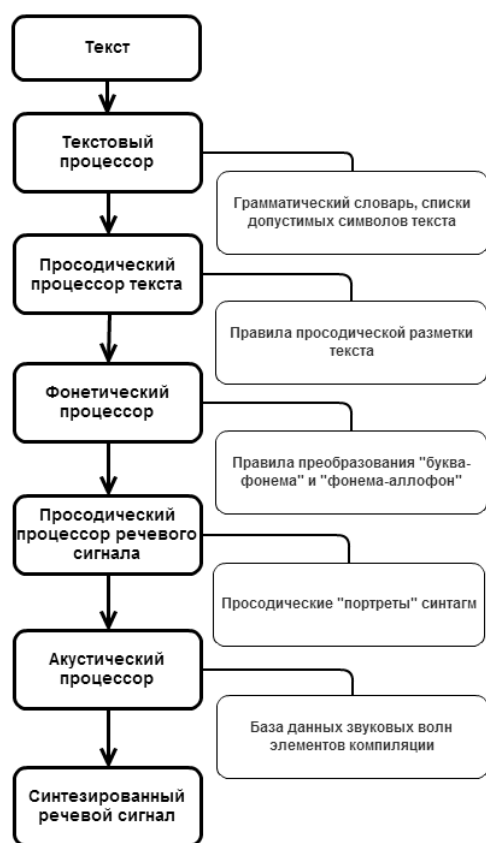 Текст
Текстовый
процессор
Грамматический словарь, списки
допустимых символов текста
Просодический
процессор текста
Правила просодической разметки
текста
Фонетический
процессор
Правила преобразования "буква-
фонема" и "фонема-аллофон"
Просодический
процессор речевого
сигнала
Просодические "портреты" синтагм
Акустический
процессор
База данных звуковых волн
элементов компиляции
Синтезированный
речевой сигнал